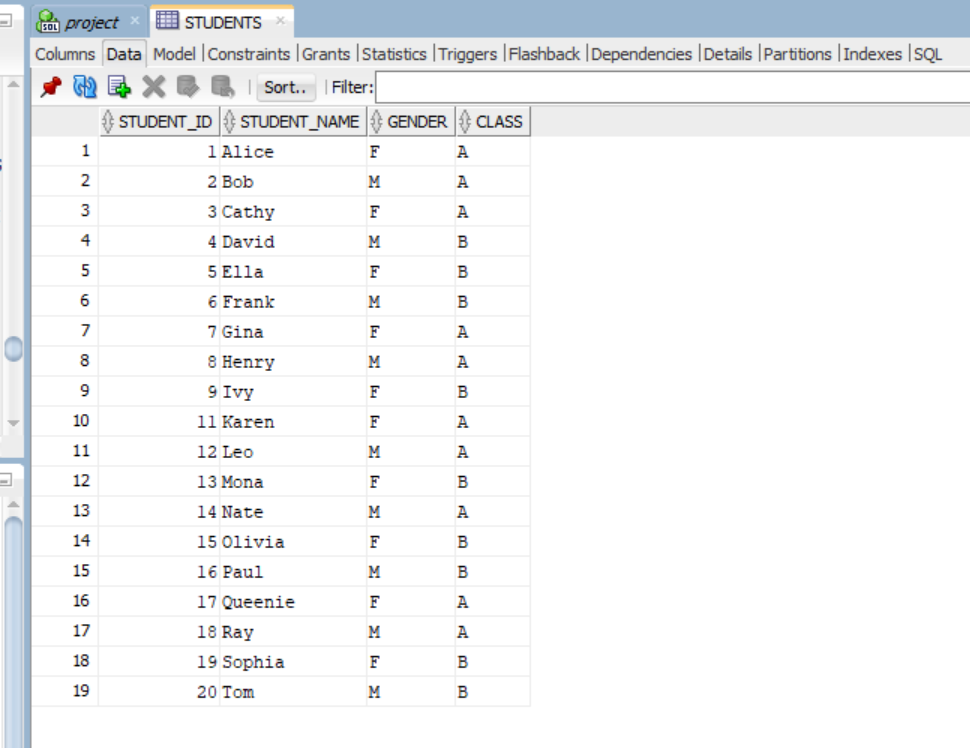 SQL project × STUDENTS ×
Columns Data Model |Constraints |Grants |Statistics |Triggers |Flashback |Dependencies |Details |Partitions |Indexes |SQL
Sort.. Filter:
STUDENT_ID STUDENT_NAME GENDER CLASS
1 1 Alice F A
2 2 Bob M A
3 3 Cathy F A
4 4 David M B
5 5 Ella F B
6 6 Frank M B
7 7 Gina F A
8 8 Henry M A
9 9 Ivy F B
10 11 Karen F A
11 12 Leo M A
12 13 Mona F B
13 14 Nate M A
14 15 Olivia F B
15 16 Paul M B
16 17 Queenie F A
17 18 Ray M A
18 19 Sophia F B
19 20 Tom M B